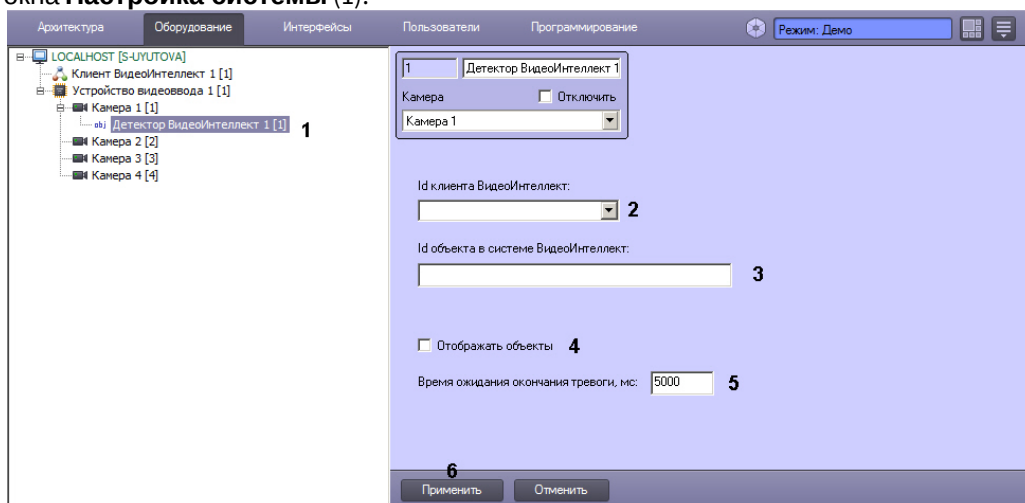 окна Настройка системы (1).
Архитектура Оборудование Интерфейсы Пользователи Программирование Режим: Демо
LOCALHOST [S-UYUTOVA]
Клиент ВидеоИнтеллект 1 [1]
Устройство видеоввода 1 [1]
Камера 1 [1]
obj Детектор ВидеоИнтеллект 1 [1] 1
Камера 2 [2]
Камера 3 [3]
Камера 4 [4]
1 Детектор ВидеоИнтеллект 1
Камера Отключить
Камера 1
Id клиента ВидеоИнтеллект:
2
Id объекта в системе ВидеоИнтеллект:
3
Отображать объекты 4
Время ожидания окончания тревоги, мс: 5000 5
6
Применить Отменить